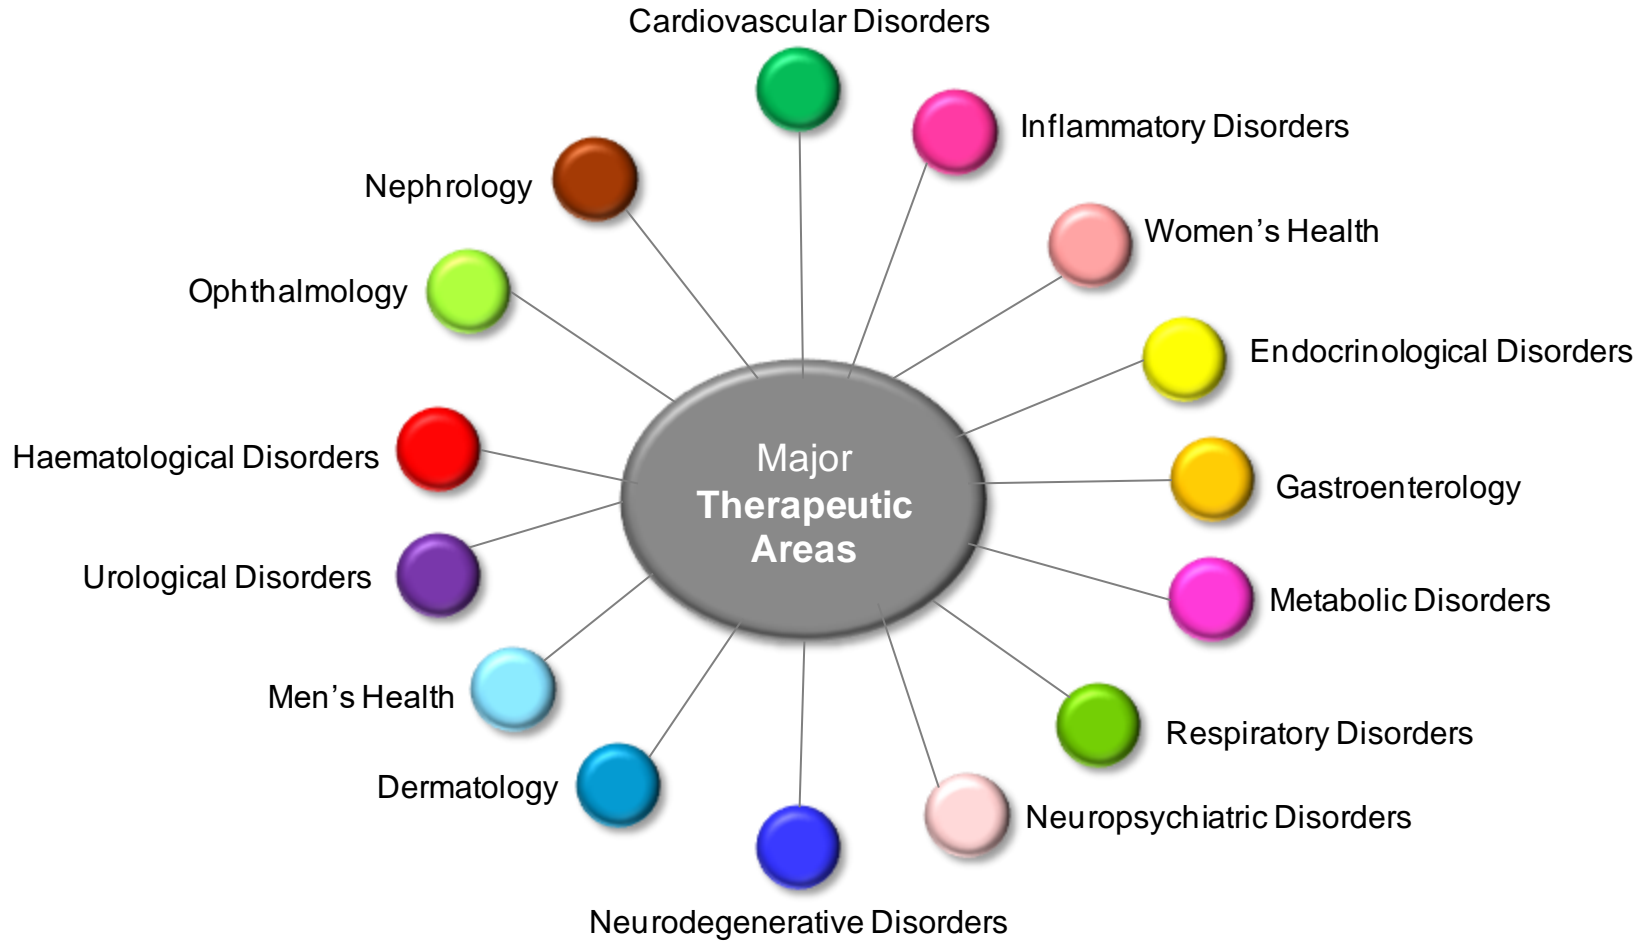 Cardiovascular Disorders
Inflammatory Disorders
Nephrology
Women’s Health
Ophthalmology
Endocrinological Disorders
Haematological Disorders
Major
Therapeutic
Areas
Gastroenterology
Urological Disorders
Metabolic Disorders
Men’s Health
Respiratory Disorders
Dermatology
Neuropsychiatric Disorders
Neurodegenerative Disorders